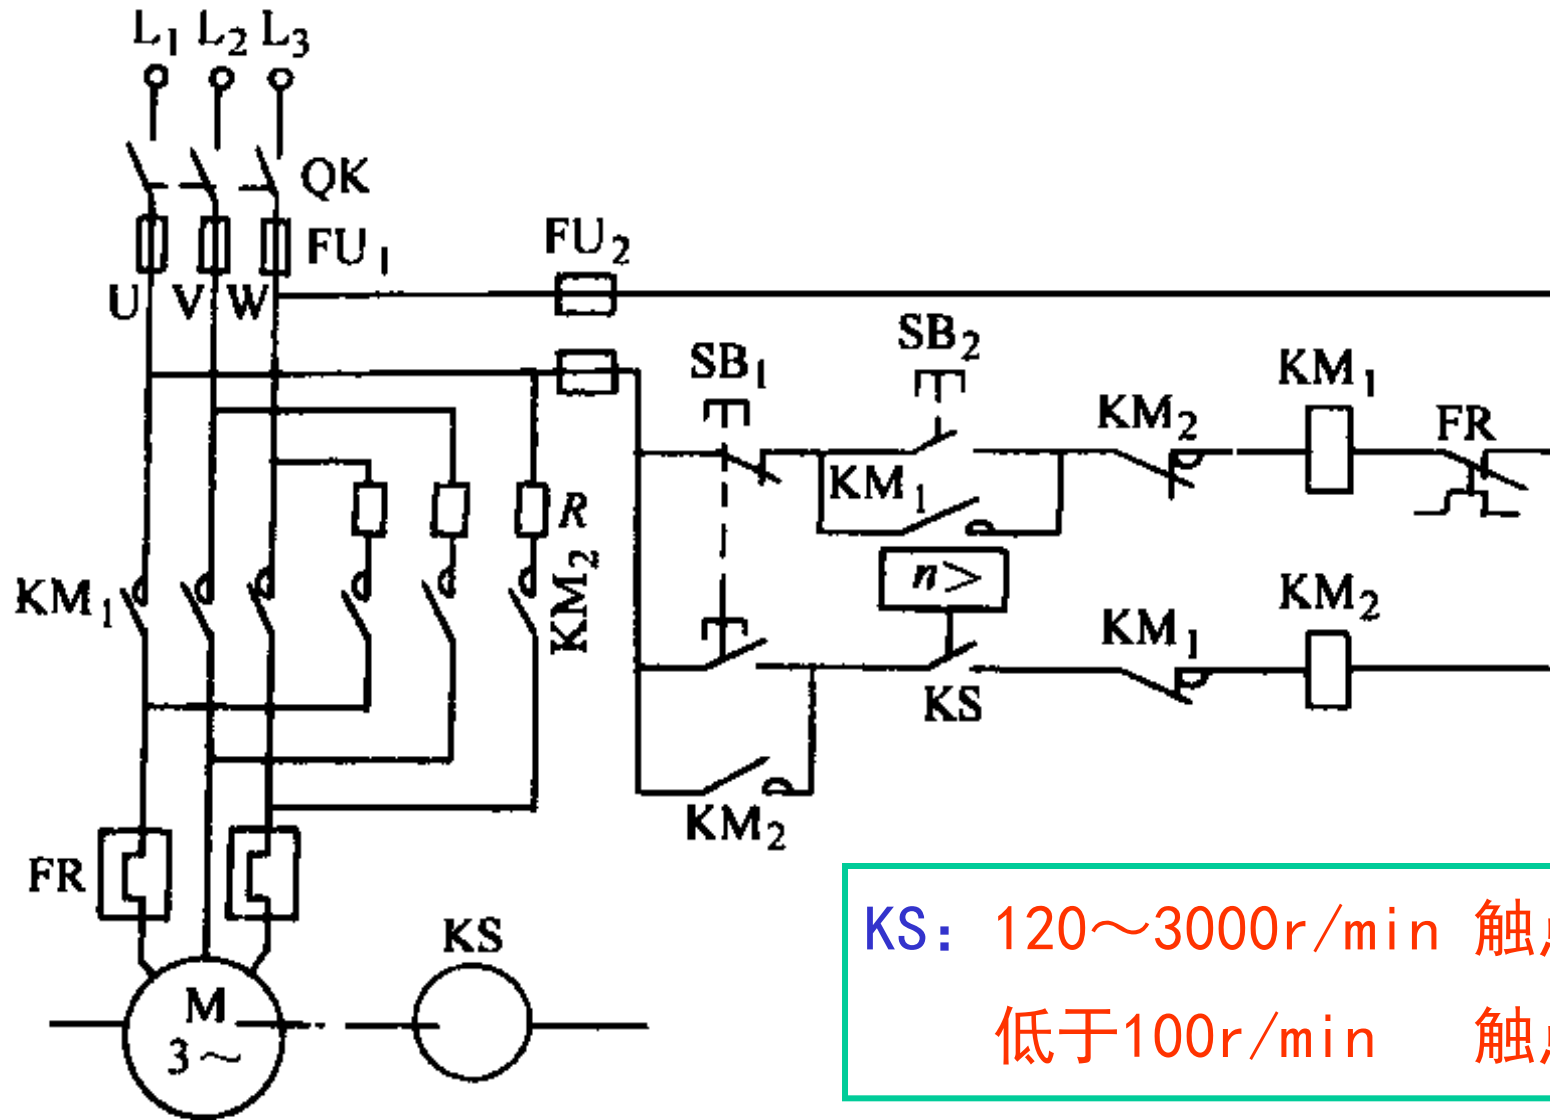 L1 L2 L3
QK
FU1
FU2
U V W
SB1
SB2
KM1
KM2
FR
KM1
R
KM2
n>
KM1
KM1
KM2
KS
KM2
FR
KS
M
3～
KS：120～3000r/min 触
低于100r/min 触